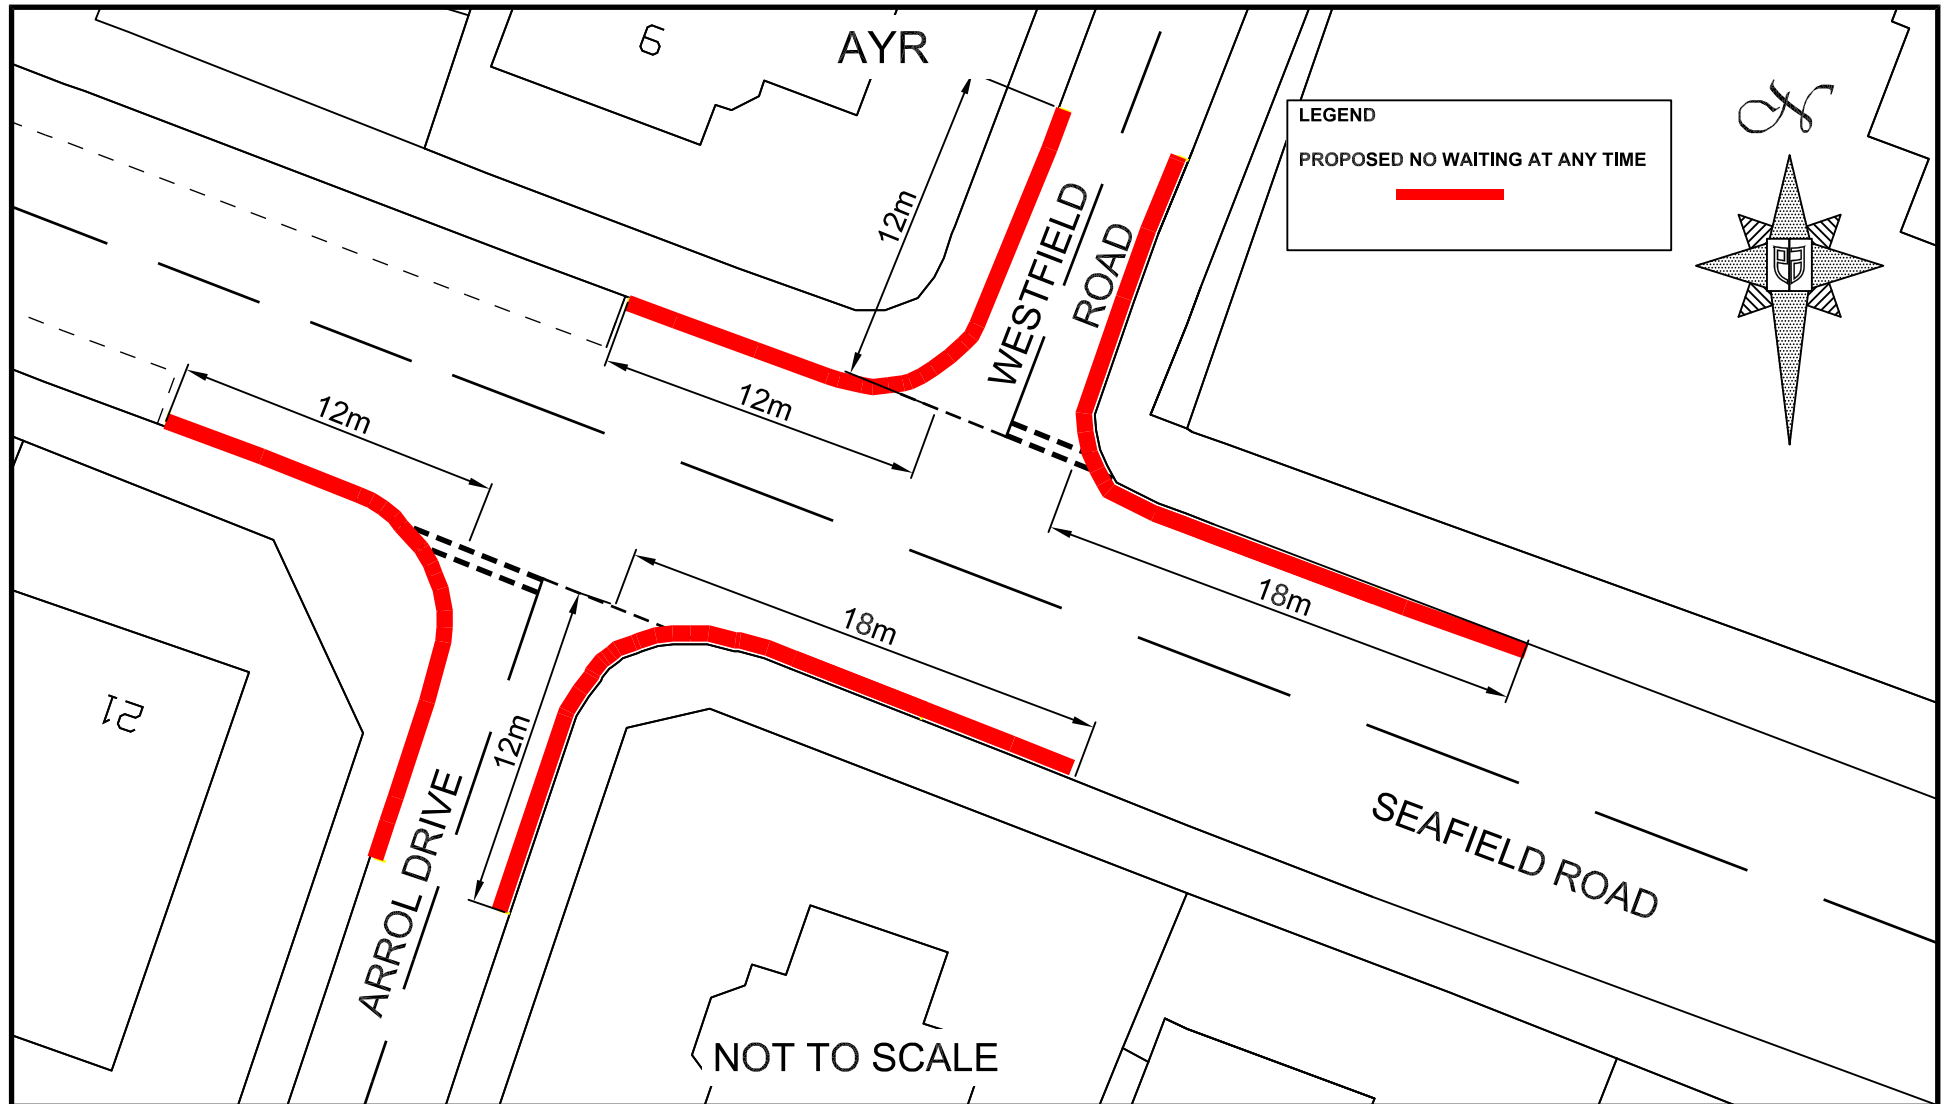 6
AYR
N
LEGEND
PROPOSED NO WAITING AT ANY TIME
12m
WESTFIELD
ROAD
12m
12m
18m
18m
12m
21
ARROL DRIVE
SEAFIELD ROAD
NOT TO SCALE